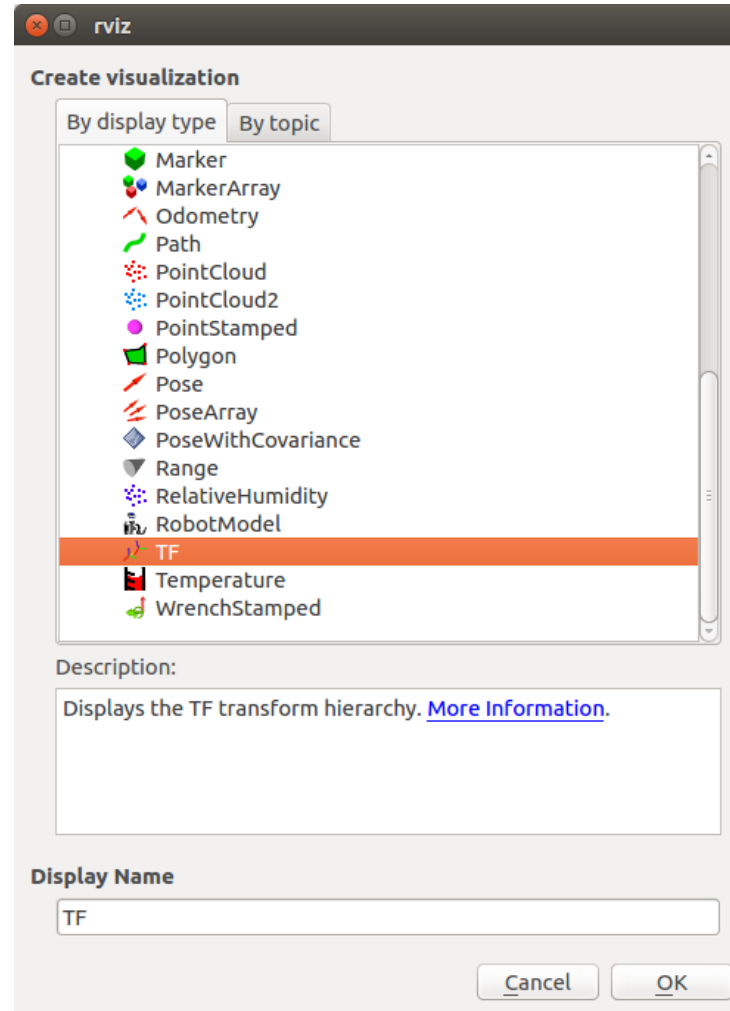 rviz
Create visualization
By display type By topic
Marker
MarkerArray
Odometry
Path
PointCloud
PointCloud2
PointStamped
Polygon
Pose
PoseArray
PoseWithCovariance
Range
RelativeHumidity
RobotModel
TF
Temperature
WrenchStamped
Description:
Displays the TF transform hierarchy. More Information.
Display Name
TF
Cancel OK